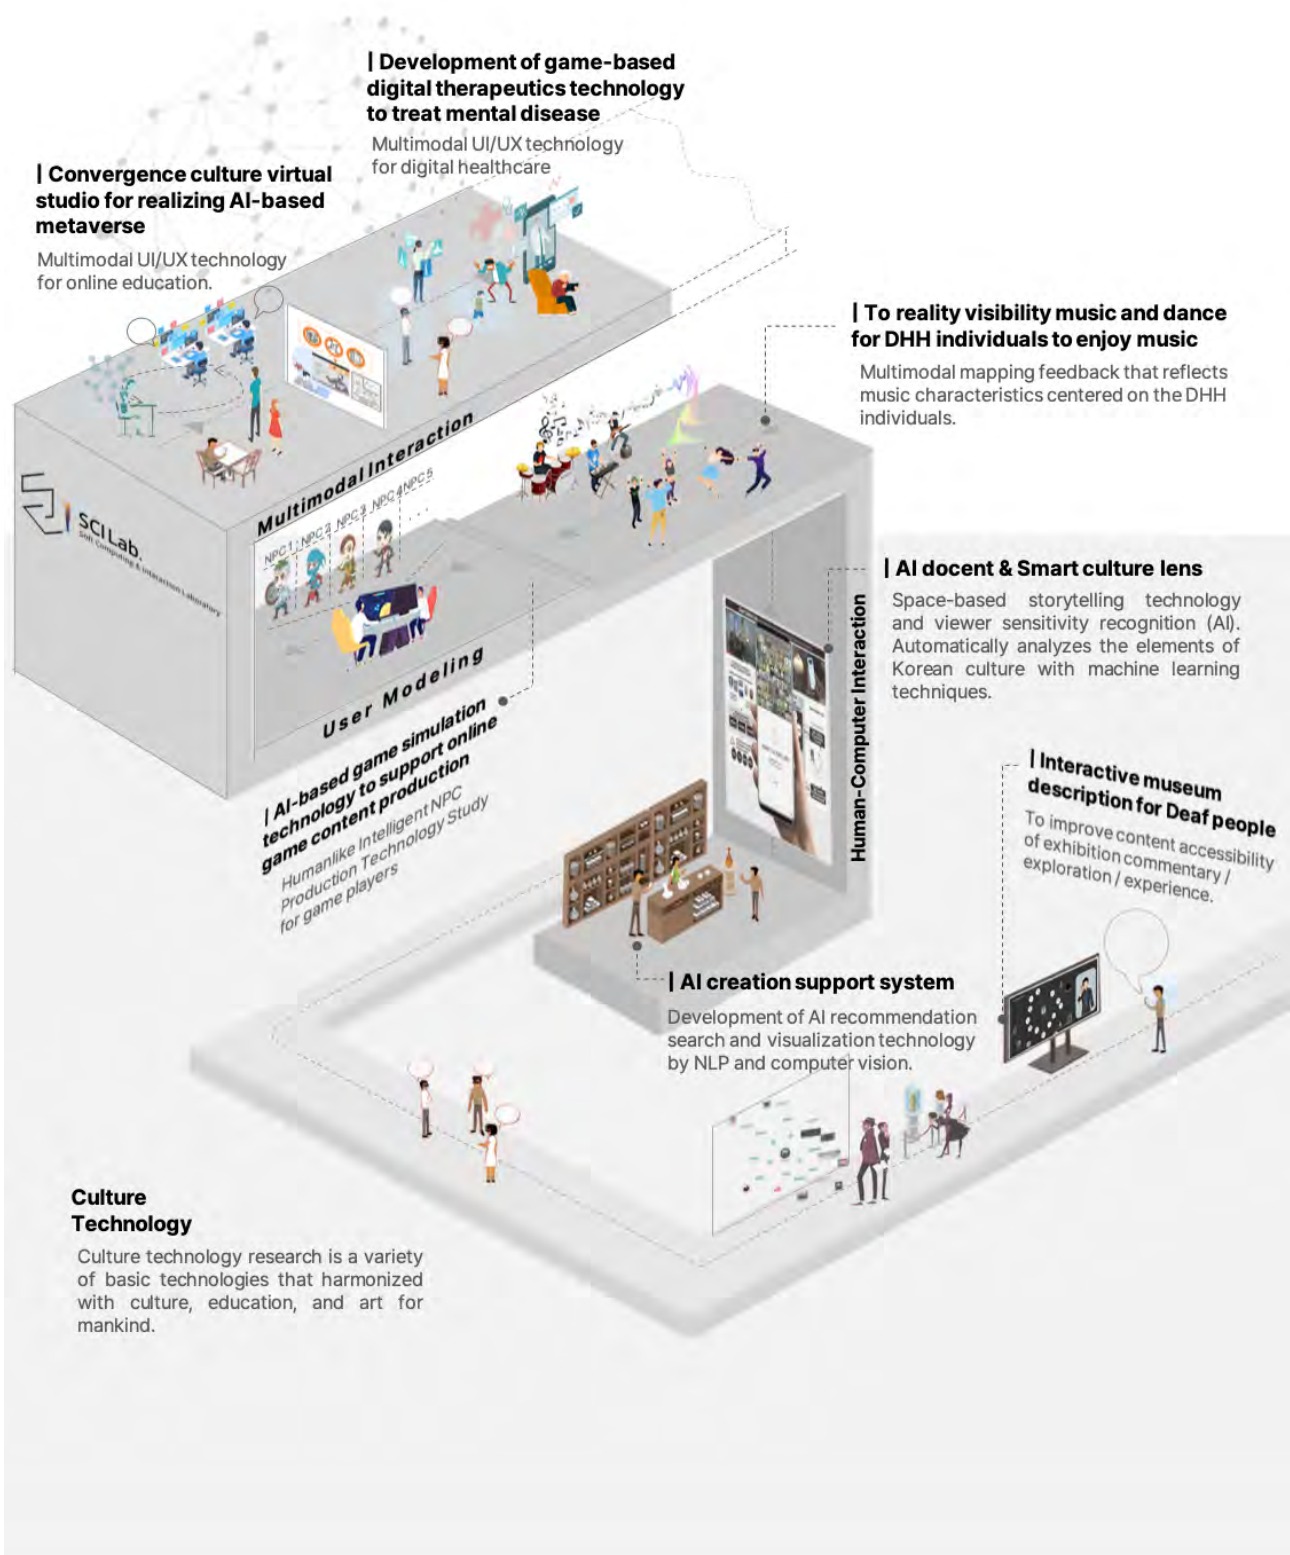 | Development of game-based
digital therapeutics technology
to treat mental disease
Multimodal UI/UX technology
for digital healthcare
| Convergence culture virtual
studio for realizing AI-based
metaverse
Multimodal UI/UX technology
for online education.
| To reality visibility music and dance
for DHH individuals to enjoy music
Multimodal mapping feedback that reflects
music characteristics centered on the DHH
individuals.
Multimodal Interaction
NPC 1 NPC 2 NPC 3 NPC 4 NPC 5
SCI Lab.
Soft Computing & Interaction Laboratory
User Modeling
| AI docent & Smart culture lens
Space-based storytelling technology
and viewer sensitivity recognition (AI).
Automatically analyzes the elements of
Korean culture with machine learning
techniques.
Human-Computer Interaction
| AI-based game simulation
technology to support online
game content production
Humanlike Intelligent NPC
Production Technology Study
for game players
| Interactive museum
description for Deaf people
To improve content accessibility
of exhibition commentary /
exploration / experience.
| AI creation support system
Development of AI recommendation
search and visualization technology
by NLP and computer vision.
Culture
Technology
Culture technology research is a variety
of basic technologies that harmonized
with culture, education, and art for
mankind.